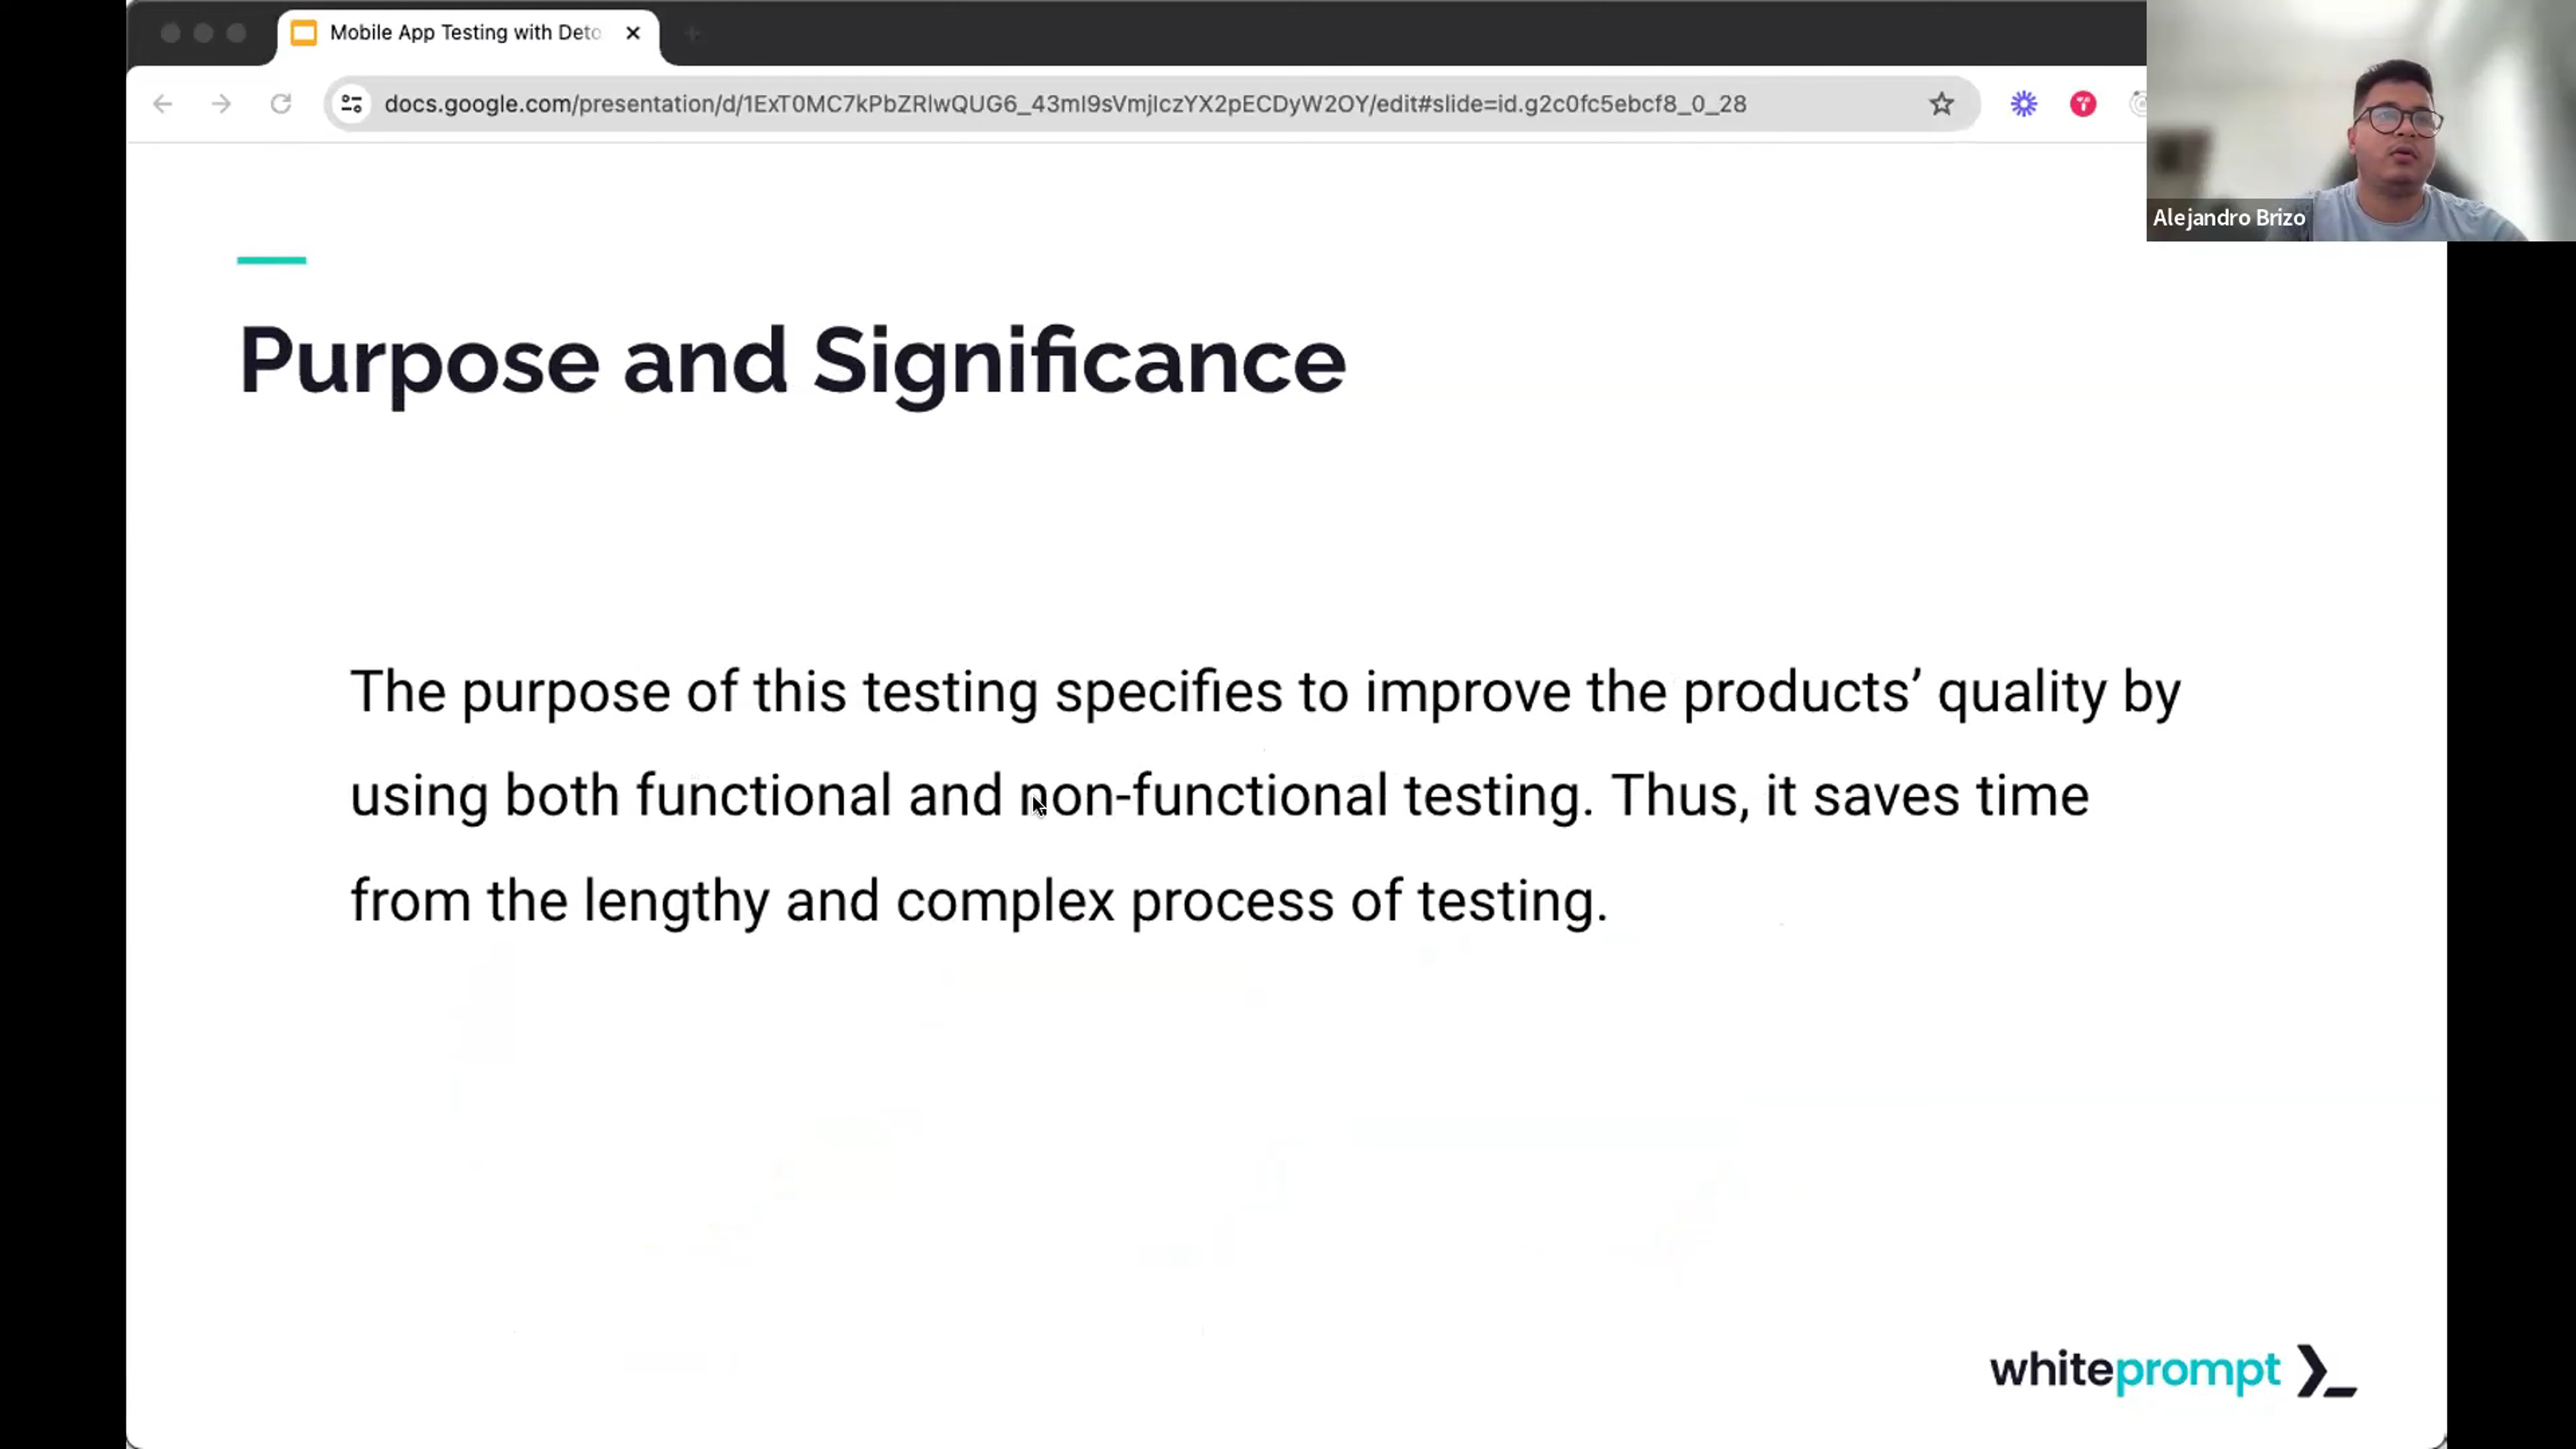 Mobile App Testing with Deto
docs.google.com/presentation/d/1ExT0MC7kPbZRlwQUG6_43mI9sVmjIczYX2pECDyW2OY/edit#slide=id.g2c0fc5ebcf8_0_28
Alejandro Brizo
Purpose and Significance
The purpose of this testing specifies to improve the products’ quality by
using both functional and non-functional testing. Thus, it saves time
from the lengthy and complex process of testing.
whiteprompt